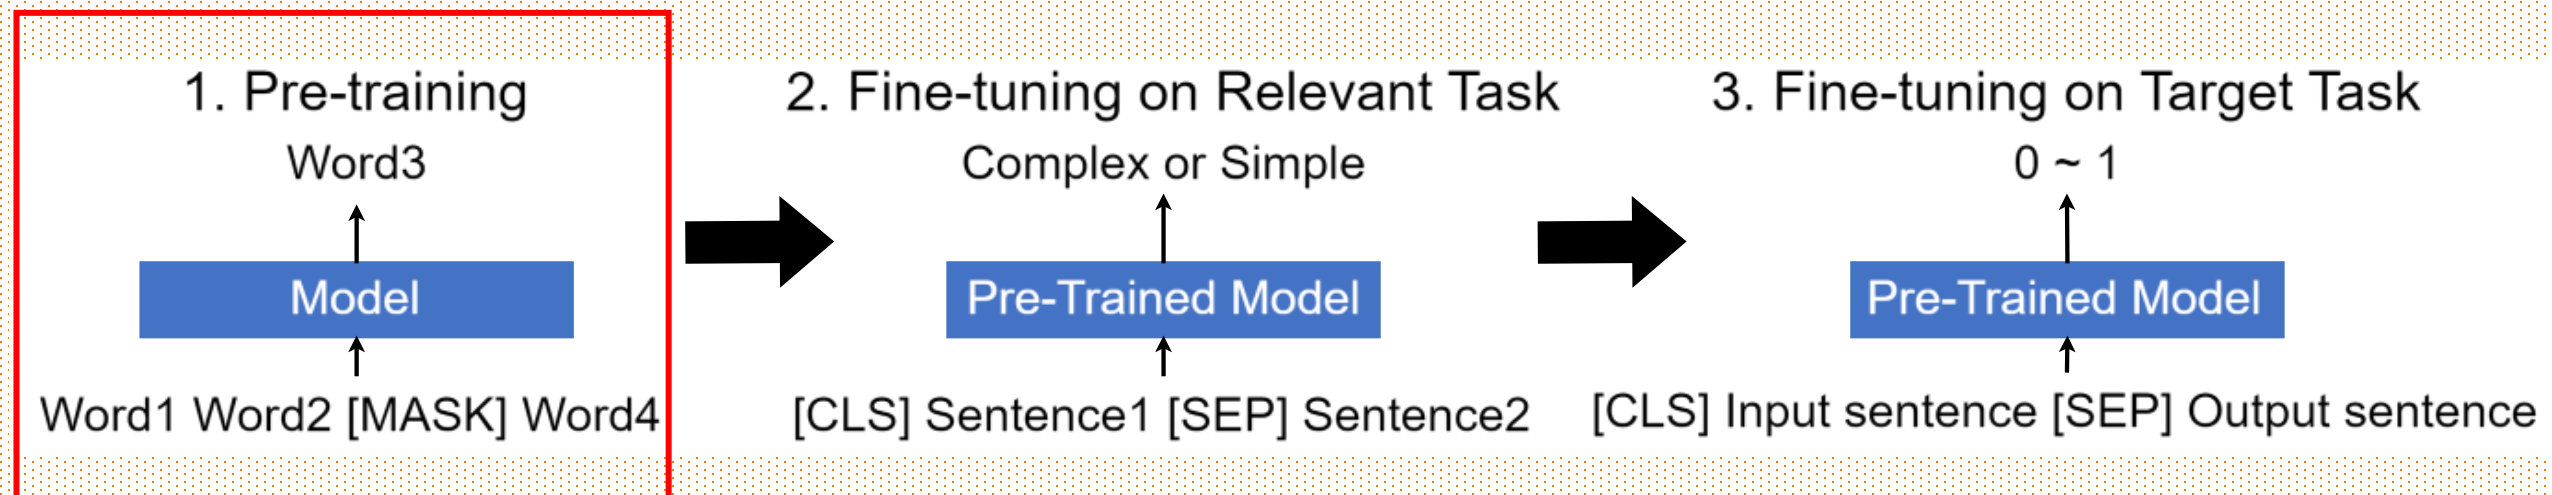 1. Pre-training
Word3
Model
Word1 Word2 [MASK] Word4
2. Fine-tuning on Relevant Task
Complex or Simple
Pre-Trained Model
[CLS] Sentence1 [SEP] Sentence2
3. Fine-tuning on Target Task
0 ~ 1
Pre-Trained Model
[CLS] Input sentence [SEP] Output sentence